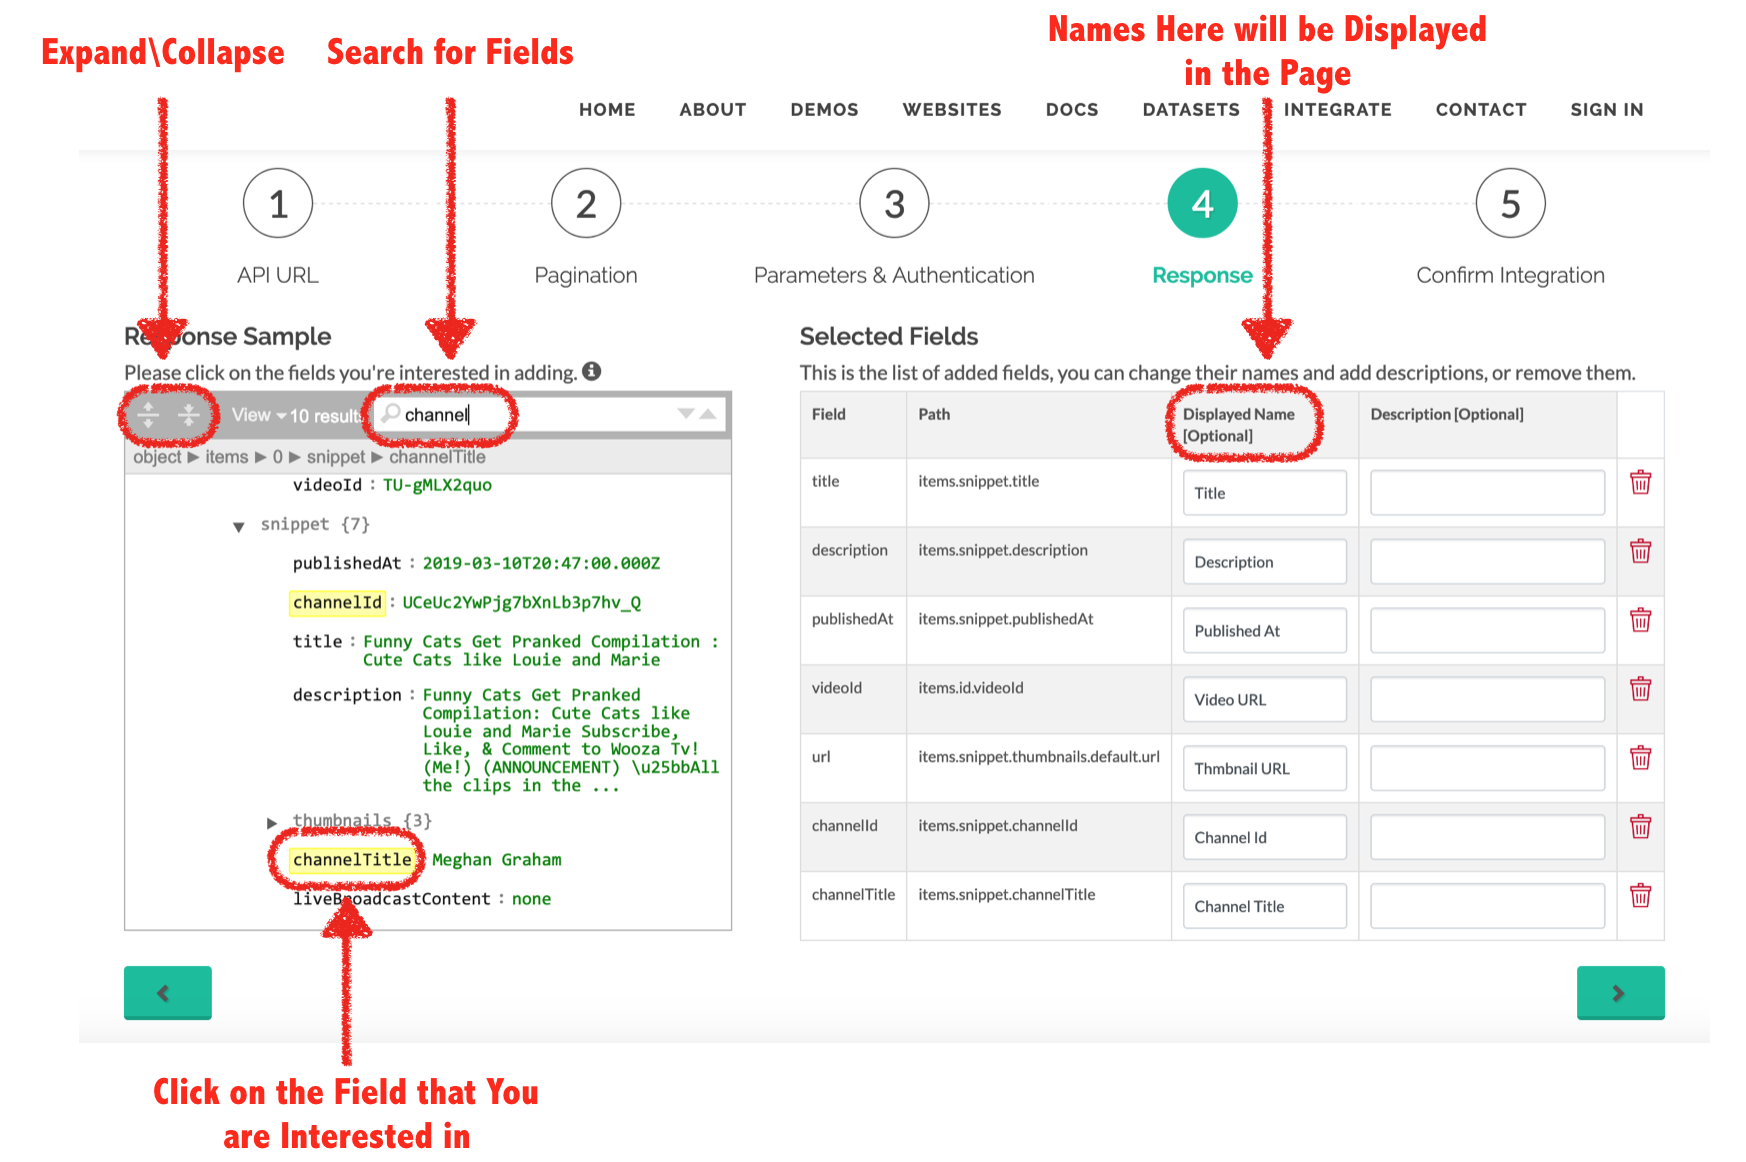 Expand\Collapse
Search for Fields
Names Here will be Displayed
in the Page
HOME ABOUT DEMOS WEBSITES DOCS DATASETS INTEGRATE CONTACT SIGN IN
1 2 3 4 5
API URL Pagination Parameters & Authentication Response Confirm Integration
Response Sample
Please click on the fields you're interested in adding.
View 10 results
channel
object ▶ items ▶ 0 ▶ snippet ▶ channelTitle
videoId : TU-gMLX2quo
snippet {7}
publishedAt : 2019-03-10T20:47:00.000Z
channelId : UCeUc2YwPjg7bXnLb3p7hv_Q
title : Funny Cats Get Pranked Compilation :
Cute Cats like Louie and Marie
description : Funny Cats Get Pranked
Compilation: Cute Cats like
Louie and Marie Subscribe,
Like, & Comment to Wooza Tv!
(Me!) (ANNOUNCEMENT) \u25bbAll
the clips in the ...
thumbnails {3}
channelTitle Meghan Graham
liveBroadcastContent : none
Selected Fields
This is the list of added fields, you can change their names and add descriptions, or remove them.
Field Path Displayed Name Description [Optional]
[Optional]
title items.snippet.title Title
description items.snippet.description Description
publishedAt items.snippet.publishedAt Published At
videoId items.id.videoId Video URL
url items.snippet.thumbnails.default.url Thmbnail URL
channelId items.snippet.channelId Channel Id
channelTitle items.snippet.channelTitle Channel Title
Click on the Field that You
are Interested in